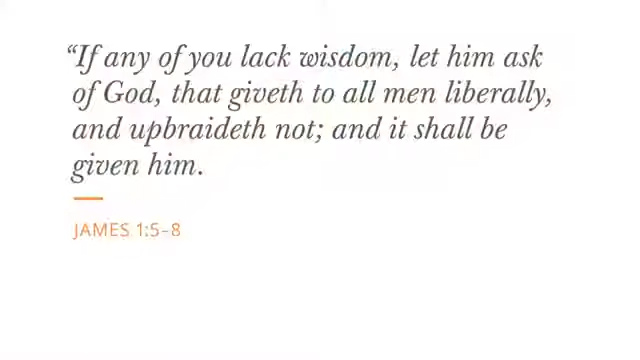 “If any of you lack wisdom, let him ask
of God, that giveth to all men liberally,
and upbraideth not; and it shall be
given him.
JAMES 1:5–8